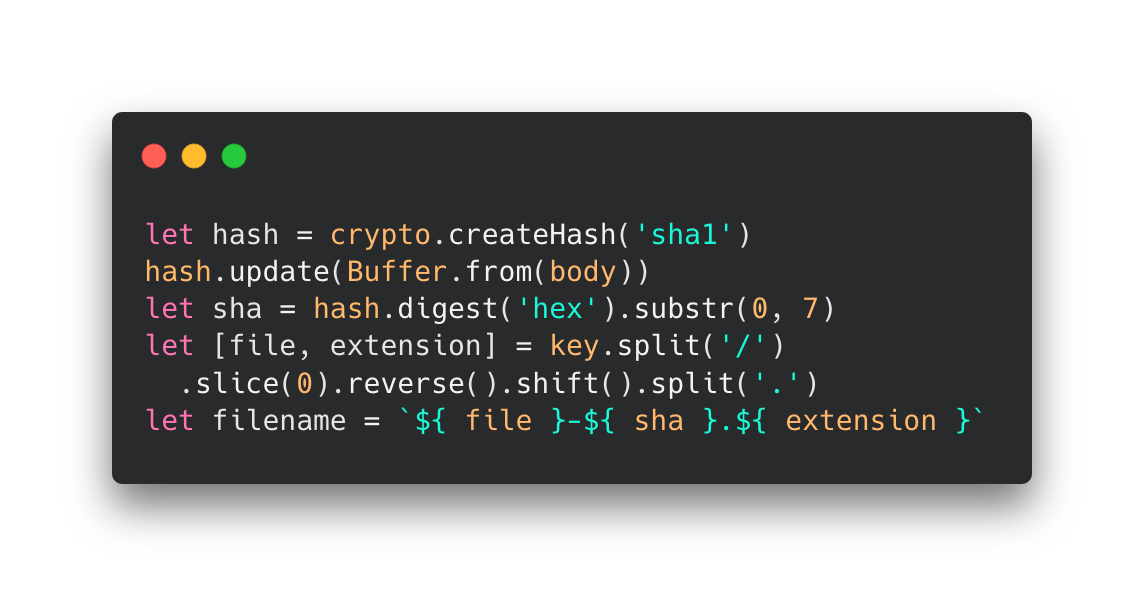 let hash = crypto.createHash('sha1')
hash.update(Buffer.from(body))
let sha = hash.digest('hex').substr(0, 7)
let [file, extension] = key.split('/')
  .slice(0).reverse().shift().split('.')
let filename = `${ file }-${ sha }.${ extension }`